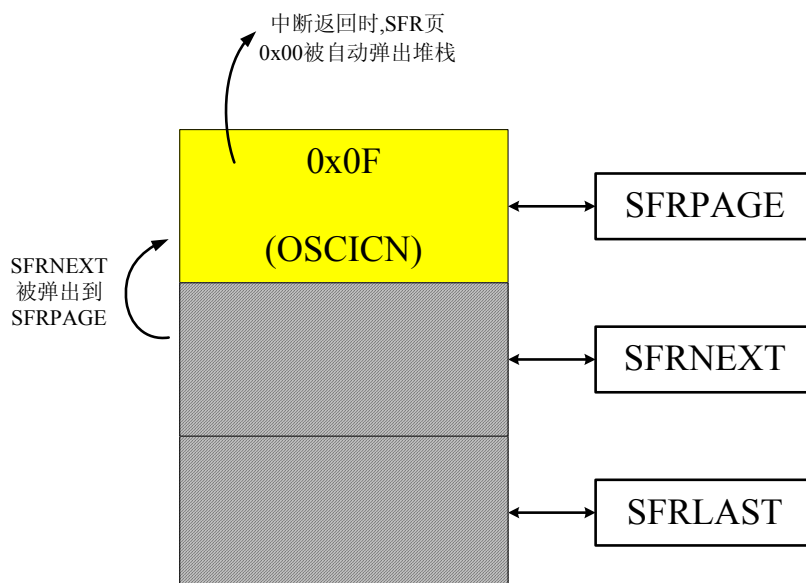 中断返回时,SFR页
0x00被自动弹出堆栈
0x0F
SFRPAGE
(OSCICN)
SFRNEXT
被弹出到
SFRPAGE
SFRNEXT
SFRLAST